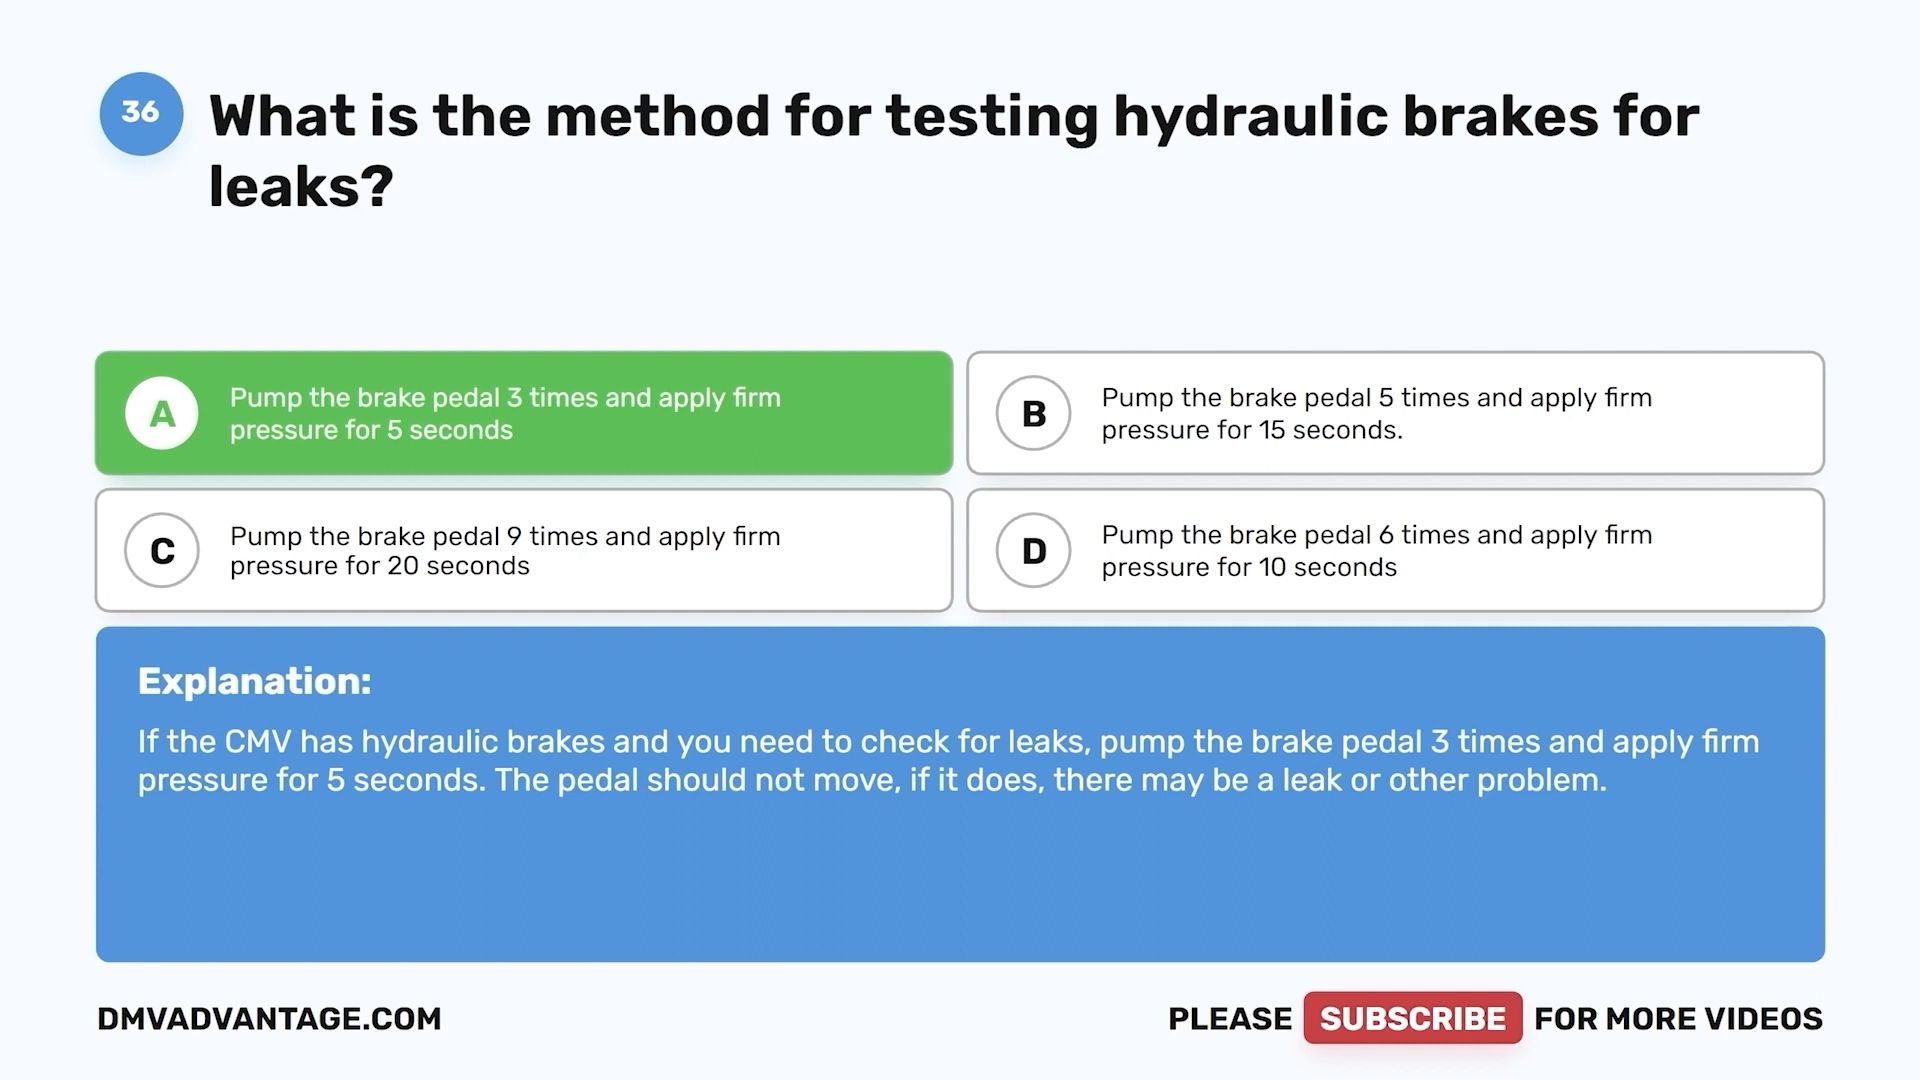 36
What is the method for testing hydraulic brakes for
leaks?
A
Pump the brake pedal 3 times and apply firm
pressure for 5 seconds
B
Pump the brake pedal 5 times and apply firm
pressure for 15 seconds.
C
Pump the brake pedal 9 times and apply firm
pressure for 20 seconds
D
Pump the brake pedal 6 times and apply firm
pressure for 10 seconds
Explanation:
If the CMV has hydraulic brakes and you need to check for leaks, pump the brake pedal 3 times and apply firm
pressure for 5 seconds. The pedal should not move, if it does, there may be a leak or other problem.
DMVADVANTAGE.COM
PLEASE SUBSCRIBE FOR MORE VIDEOS